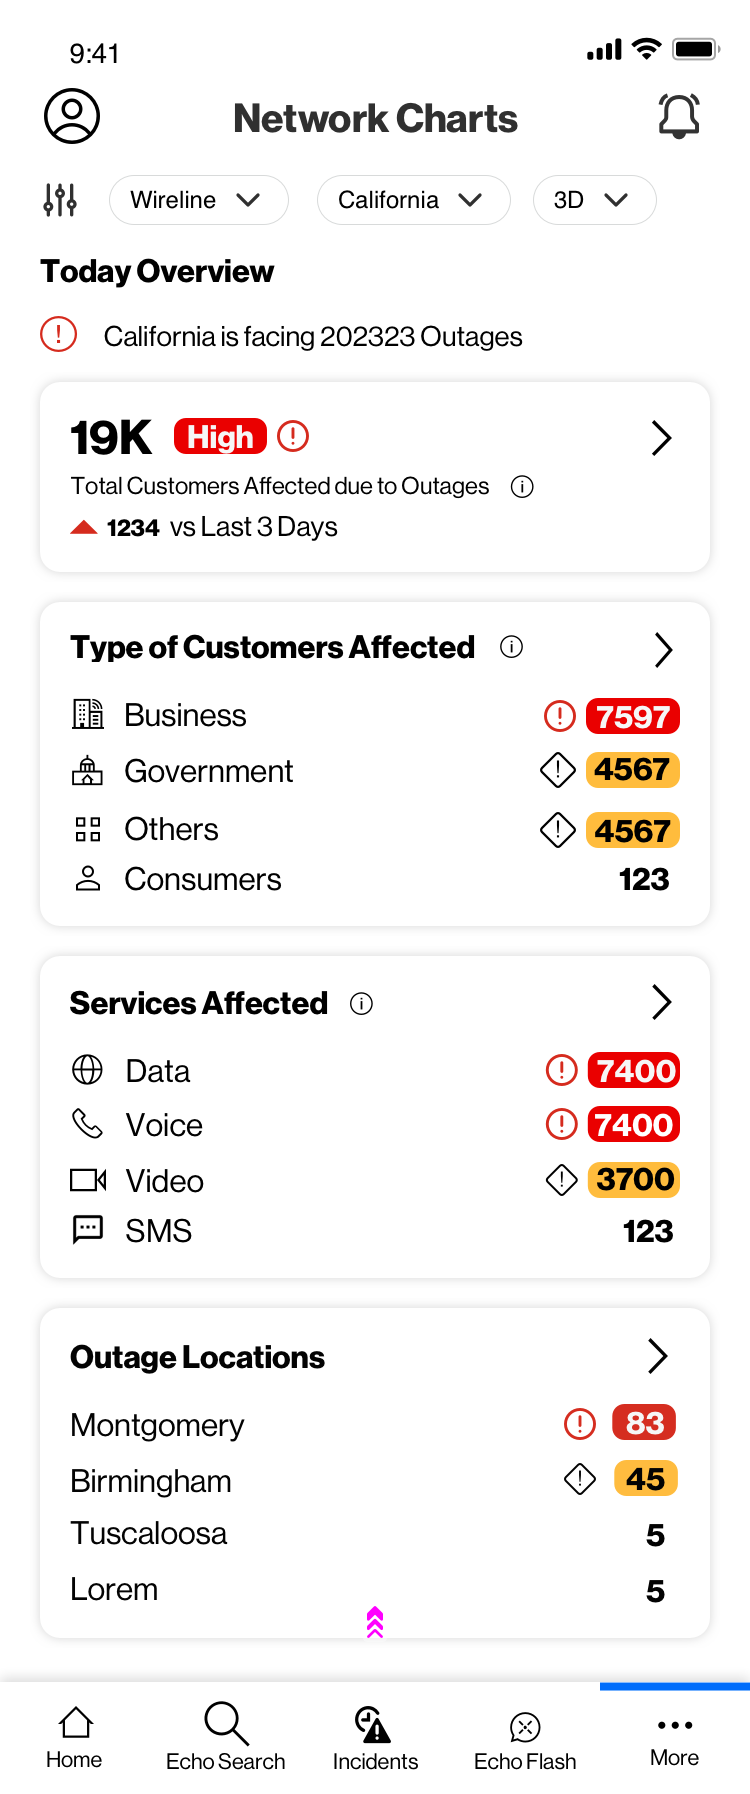 9:41
Network Charts
Wireline
California
3D
Today Overview
California is facing 202323 Outages
19K High
Total Customers Affected due to Outages
1234 vs Last 3 Days
Type of Customers Affected
Business 7597
Government 4567
Others 4567
Consumers 123
Services Affected
Data 7400
Voice 7400
Video 3700
SMS 123
Outage Locations
Montgomery 83
Birmingham 45
Tuscaloosa 5
Lorem 5
Home
Echo Search
Incidents
Echo Flash
More